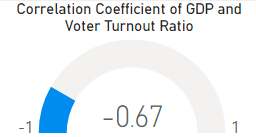 Correlation Coefficient of GDP and
Voter Turnout Ratio
-0.67
-1
1